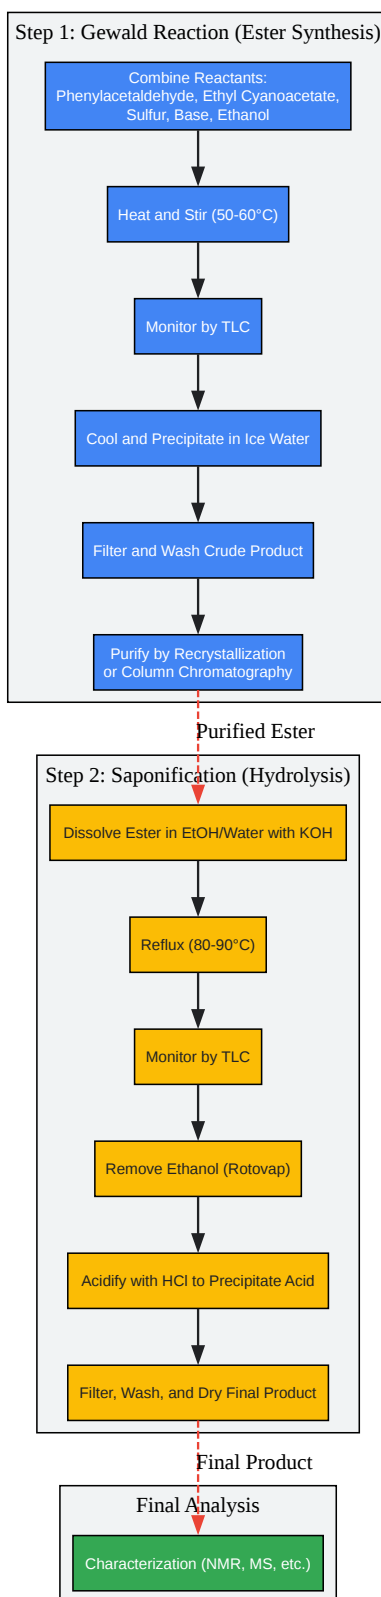 Step 1: Gewald Reaction (Ester Synthesis)
Combine Reactants:
Phenylacetaldehyde, Ethyl Cyanoacetate,
Sulfur, Base, Ethanol
Heat and Stir (50-60°C)
Monitor by TLC
Cool and Precipitate in Ice Water
Filter and Wash Crude Product
Purify by Recrystallization
or Column Chromatography
Purified Ester
Step 2: Saponification (Hydrolysis)
Dissolve Ester in EtOH/Water with KOH
Reflux (80-90°C)
Monitor by TLC
Remove Ethanol (Rotovap)
Acidify with HCl to Precipitate Acid
Filter, Wash, and Dry Final Product
Final Product
Final Analysis
Characterization (NMR, MS, etc.)